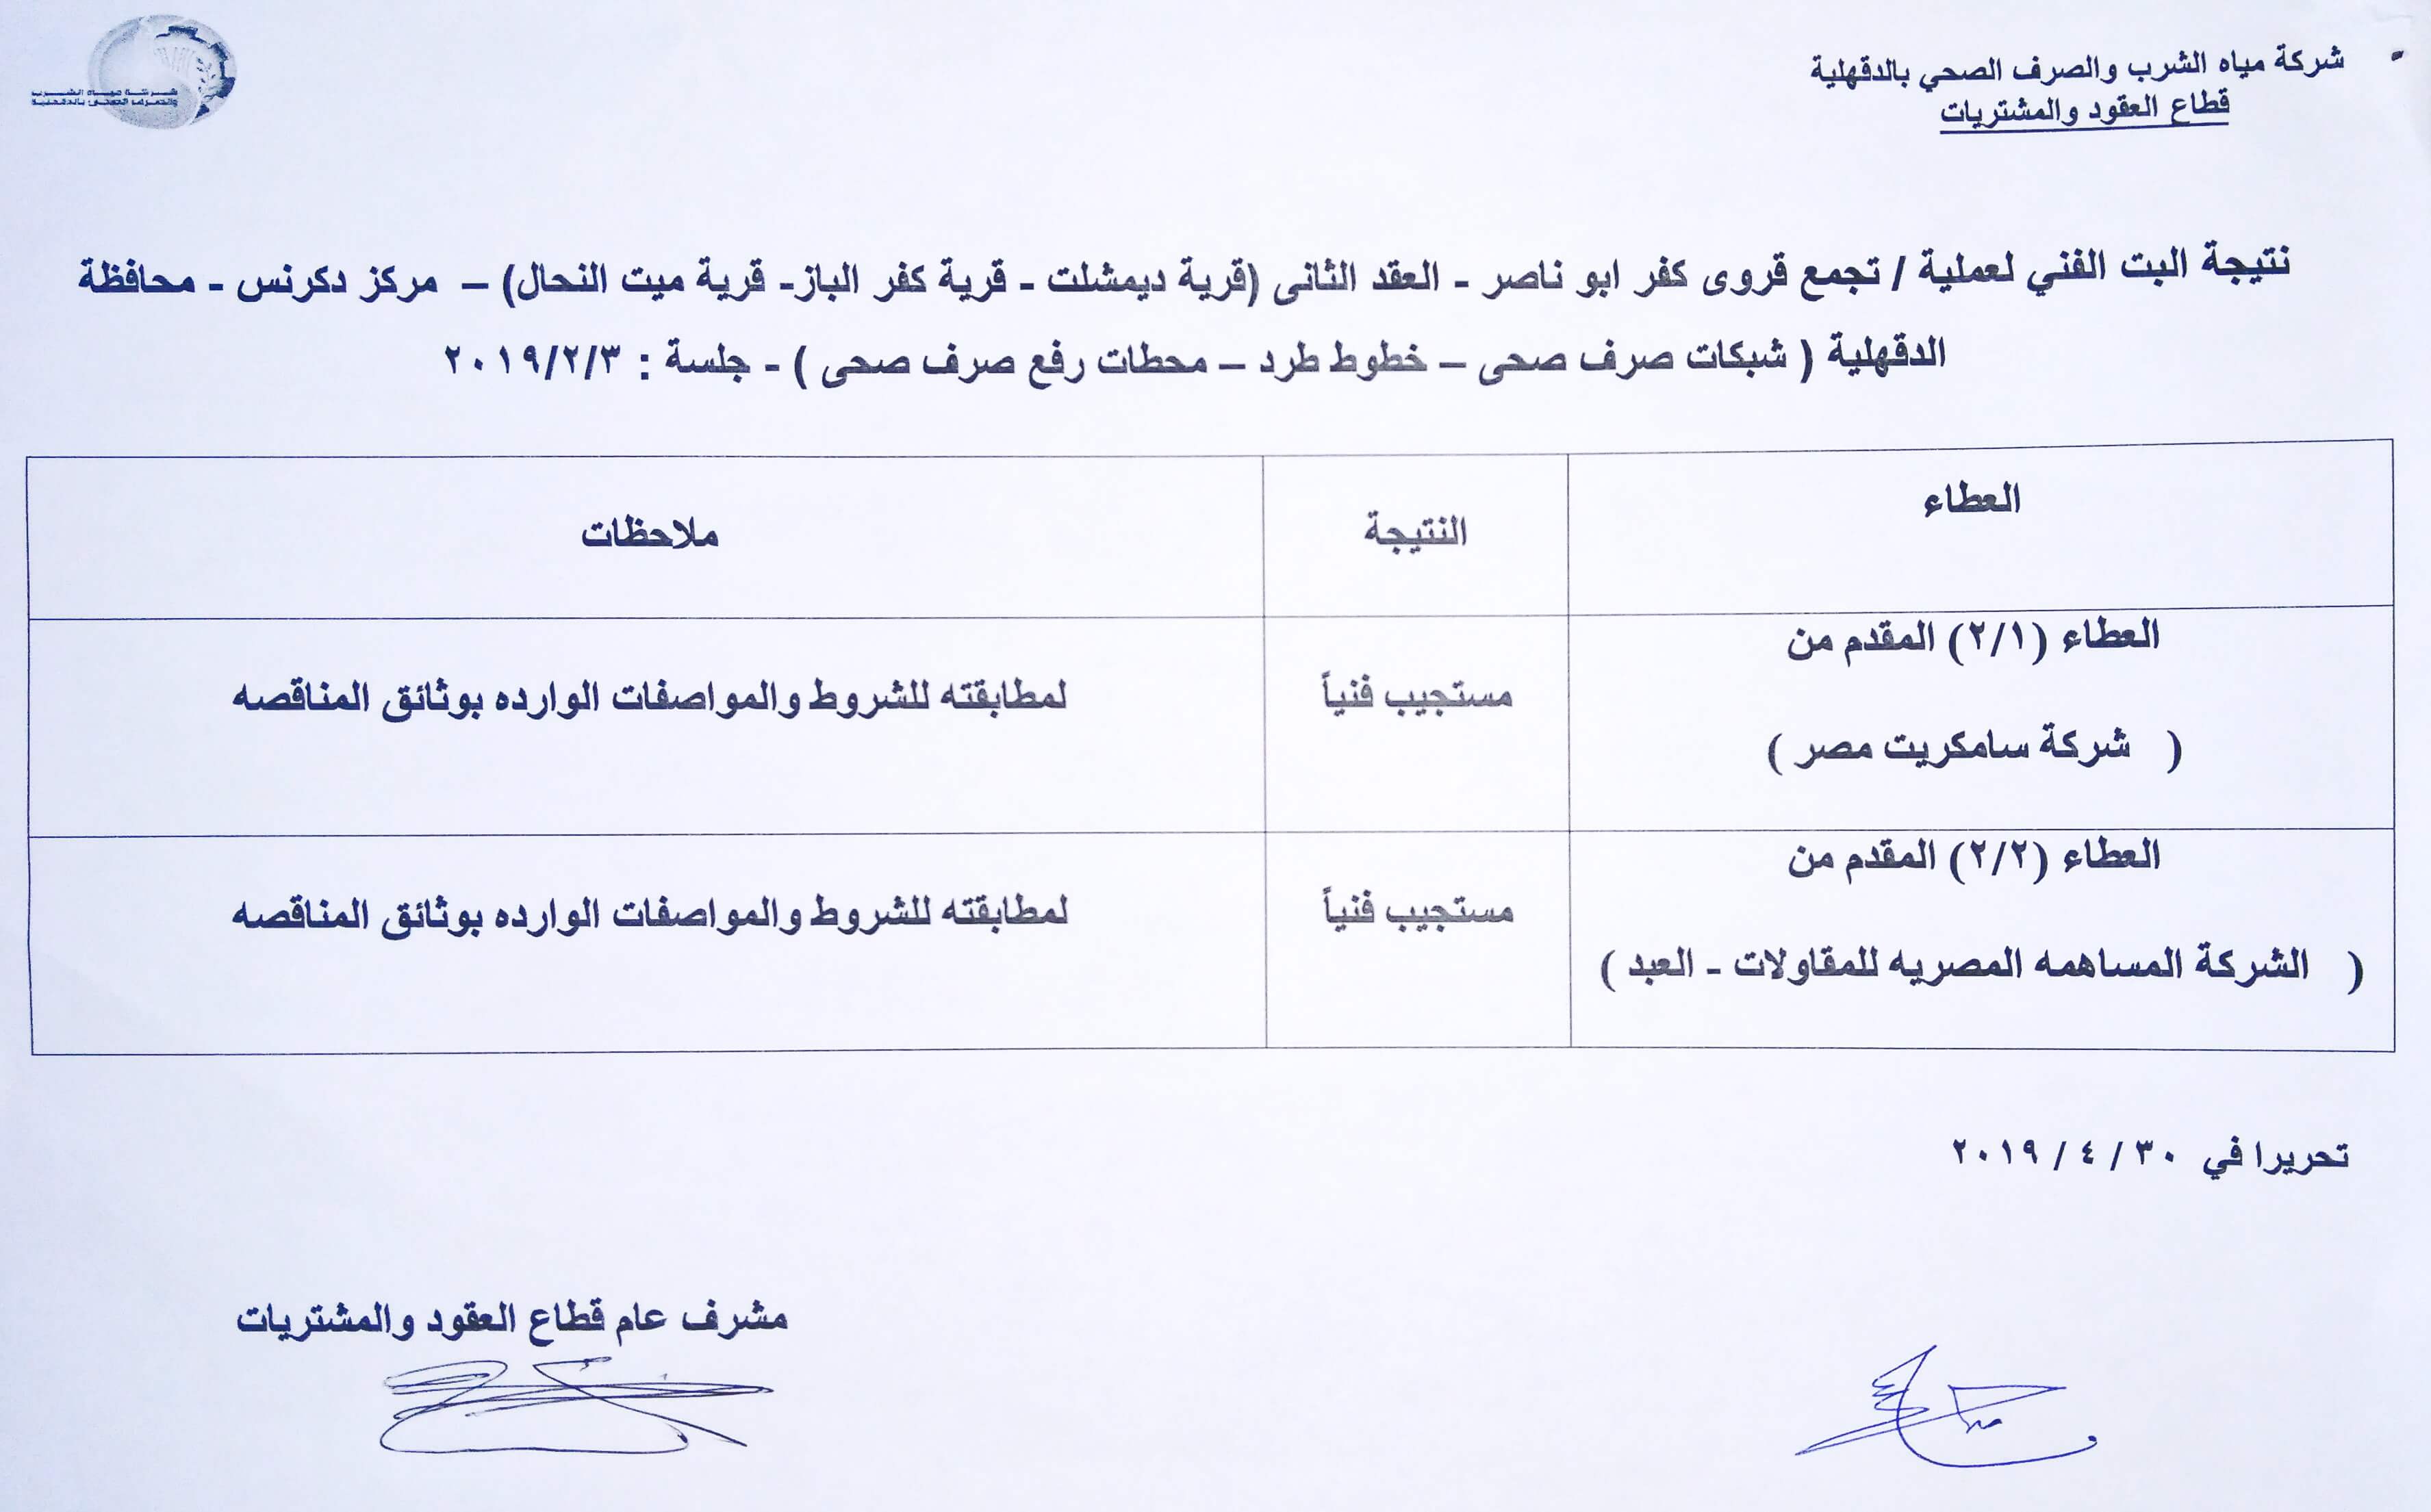 شركة مياه الشرب والصرف الصحي بالدقهلية
قطاع العقود والمشتريات
شركة مياه الشرب
والصرف الصحى بالدقهلية
نتيجة البت الفني لعملية / تجمع قروى كفر ابو ناصر - العقد الثانى (قرية ديمشلت - قرية كفر الباز- قرية ميت النحال) – مركز دكرنس - محافظة
الدقهلية ( شبكات صرف صحى – خطوط طرد – محطات رفع صرف صحى ) - جلسة : ٢٠١٩/٢/٣
العطاء
النتيجة
ملاحظات
العطاء (٢/١) المقدم من
( شركة سامكريت مصر )
مستجيب فنياً
لمطابقته للشروط والمواصفات الوارده بوثائق المناقصه
العطاء (٢/٢) المقدم من
( الشركة المساهمه المصريه للمقاولات - العبد )
مستجيب فنياً
لمطابقته للشروط والمواصفات الوارده بوثائق المناقصه
تحريرا في ٣٠ / ٤ / ٢٠١٩
مشرف عام قطاع العقود والمشتريات